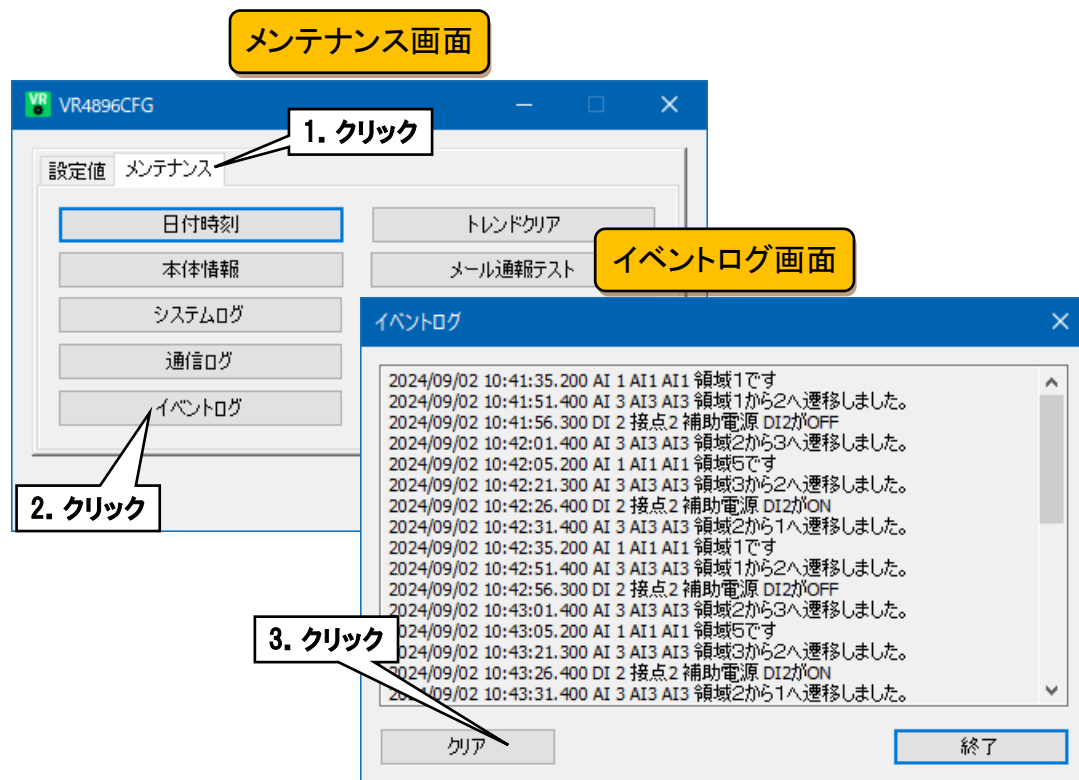 メンテナンス画面
VR4896CFG
1. クリック
設定値 メンテナンス
日付時刻
トレンドクリア
本体情報
メール通報テスト
システムログ
通信ログ
イベントログ
2. クリック
イベントログ画面
イベントログ
2024/09/02 10:41:35.200 AI 1 AI1 AI1 領域1です
2024/09/02 10:41:51.400 AI 3 AI3 AI3 領域1から2へ遷移しました。
2024/09/02 10:41:56.300 DI 2 接点2 補助電源 DI2がOFF
2024/09/02 10:42:01.400 AI 3 AI3 AI3 領域2から3へ遷移しました。
2024/09/02 10:42:05.200 AI 1 AI1 AI1 領域5です
2024/09/02 10:42:21.300 AI 3 AI3 AI3 領域3から2へ遷移しました。
2024/09/02 10:42:26.400 DI 2 接点2 補助電源 DI2がON
2024/09/02 10:42:31.400 AI 3 AI3 AI3 領域2から1へ遷移しました。
2024/09/02 10:42:35.200 AI 1 AI1 AI1 領域1です
2024/09/02 10:42:51.400 AI 3 AI3 AI3 領域1から2へ遷移しました。
2024/09/02 10:42:56.300 DI 2 接点2 補助電源 DI2がOFF
2024/09/02 10:43:01.400 AI 3 AI3 AI3 領域2から3へ遷移しました。
2024/09/02 10:43:05.200 AI 1 AI1 AI1 領域5です
2024/09/02 10:43:21.300 AI 3 AI3 AI3 領域3から2へ遷移しました。
2024/09/02 10:43:26.400 DI 2 接点2 補助電源 DI2がON
2024/09/02 10:43:31.400 AI 3 AI3 AI3 領域2から1へ遷移しました。
3. クリック
クリア
終了